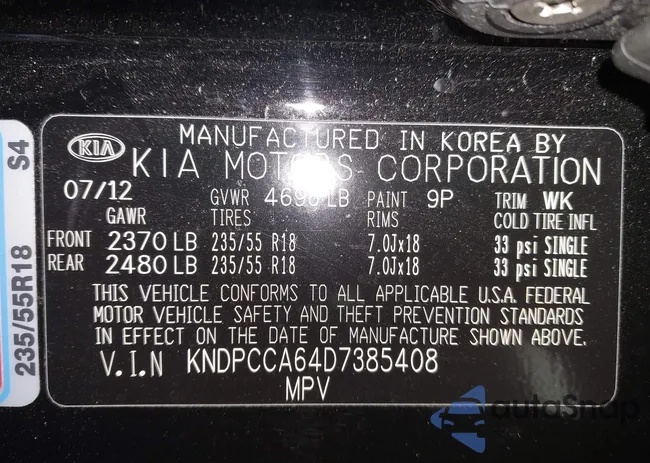 MANUFACTURED IN KOREA BY
KIA KIA MOTORS CORPORATION
07/12 GVWR LB PAINT 9P TRIM WK
GAWR TIRES RIMS COLD TIRE INFL
FRONT 2370 LB 235/55 R18 7.0Jx18 33 psi SINGLE
REAR 2480 LB 235/55 R18 7.0Jx18 33 psi SINGLE
THIS VEHICLE CONFORMS TO ALL APPLICABLE U.S.A. FEDERAL
MOTOR VEHICLE SAFETY AND THEFT PREVENTION STANDARDS
IN EFFECT ON THE DATE OF MANUFACTURE SHOWN ABOVE.
V.I.N KNDPCCA64D7385408
MPV
235/55R18 S4
autoSnap